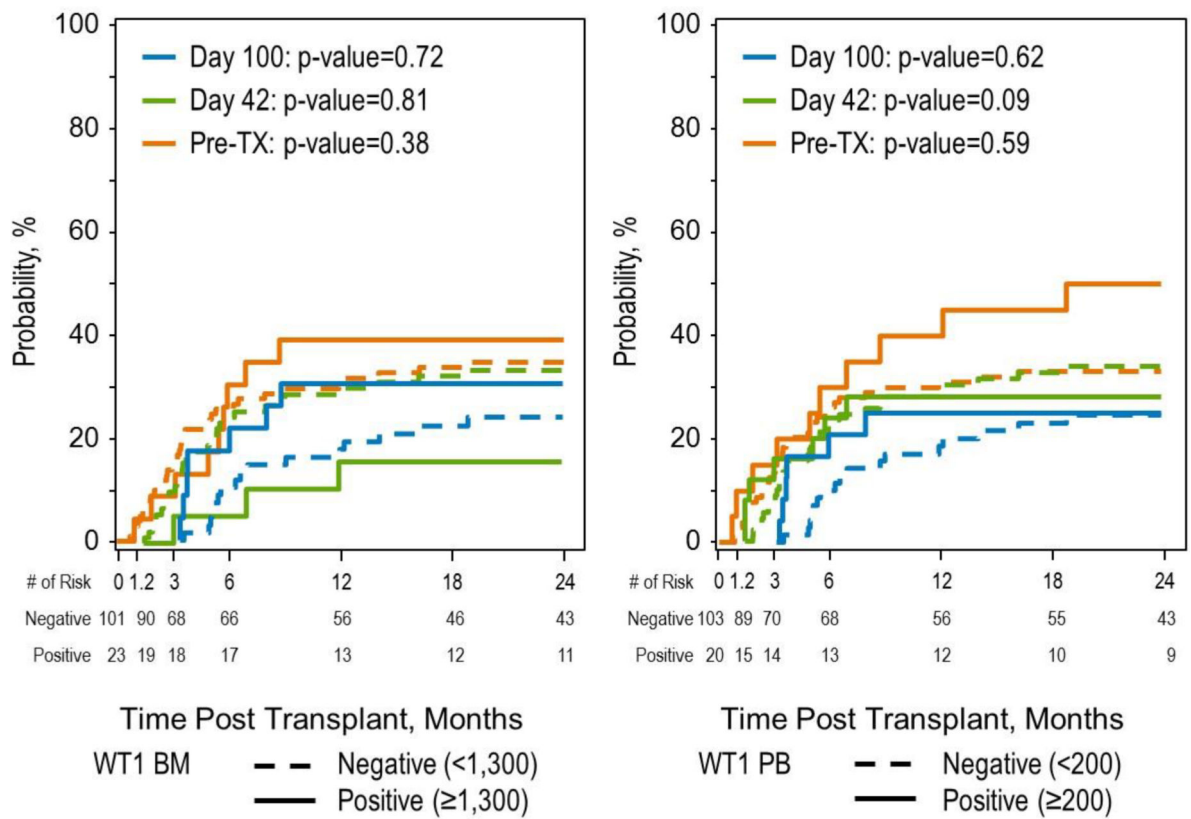 Probability, %
100
80
60
40
20
0
Day 100: p-value=0.72
Day 42: p-value=0.81
Pre-TX: p-value=0.38
# of Risk 0 1.2 3 6 12 18 24
Negative 101 90 68 66 56 46 43
Positive 23 19 18 17 13 12 11
Time Post Transplant, Months
WT1 BM
Negative (<1,300)
Positive (≥1,300)
Probability, %
100
80
60
40
20
0
Day 100: p-value=0.62
Day 42: p-value=0.09
Pre-TX: p-value=0.59
# of Risk 0 1.2 3 6 12 18 24
Negative 103 89 70 68 56 55 43
Positive 20 15 14 13 12 10 9
Time Post Transplant, Months
WT1 PB
Negative (<200)
Positive (≥200)